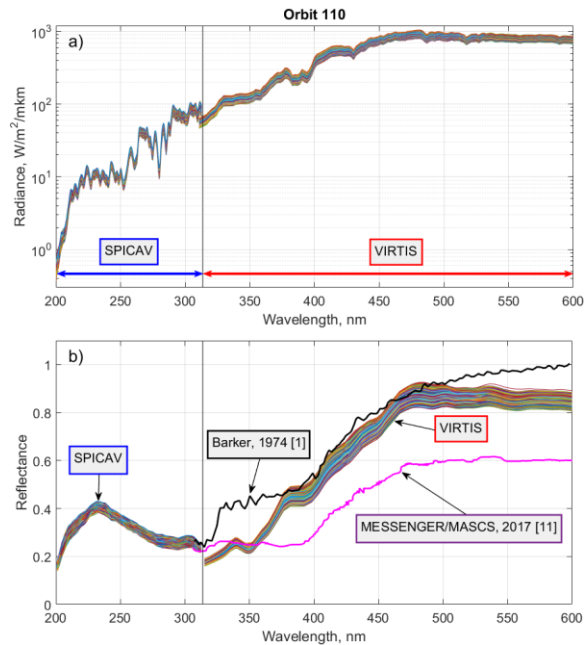 Orbit 110
a)
10³
10²
10¹
10⁰
Radiance, W/m²/mkm
SPICAV
VIRTIS
200 250 300 350 400 450 500 550 600
Wavelength, nm
b)
1
0.8
0.6
0.4
0.2
0
Reflectance
Barker, 1974 [1]
SPICAV
VIRTIS
MESSENGER/MASCS, 2017 [11]
200 250 300 350 400 450 500 550 600
Wavelength, nm